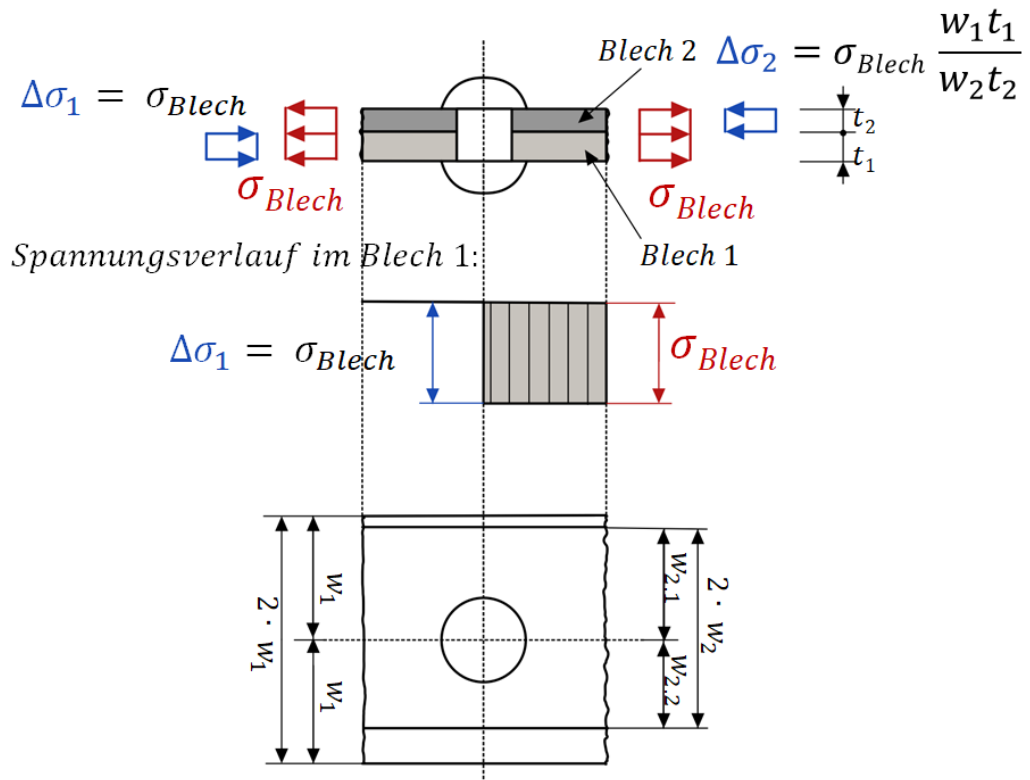 Blech 2
Δσ₂ = σ_Blech w₁t₁ / w₂t₂
Δσ₁ = σ_Blech
t₂
t₁
σ_Blech
σ_Blech
Spannungsverlauf im Blech 1:
Blech 1
Δσ₁ = σ_Blech
σ_Blech
2 · w₁
w₁
w₁
w₂.₁
w₂.₂
2 · w₂